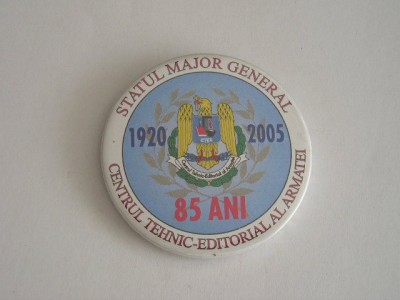 STATUL MAJOR GENERAL
1920 2005
85 ANI
CENTRUL TEHNIC-EDITORIAL AL ARMATEI